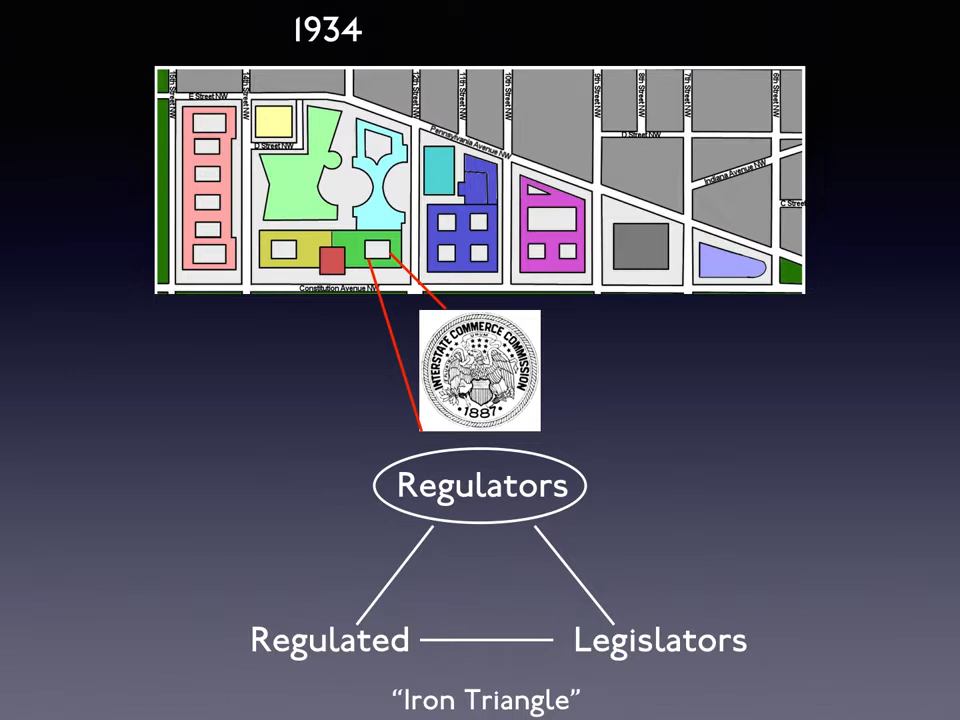 1934
15th Street NW
14th Street NW
12th Street NW
11th Street NW
10th Street NW
9th Street NW
8th Street NW
7th Street NW
6th Street NW
E Street NW
D Street NW
Pennsylvania Avenue NW
D Street NW
Indiana Avenue NW
C Street
Constitution Avenue NW
INTERSTATE COMMERCE COMMISSION
•1887•
Regulators
Regulated
Legislators
“Iron Triangle”